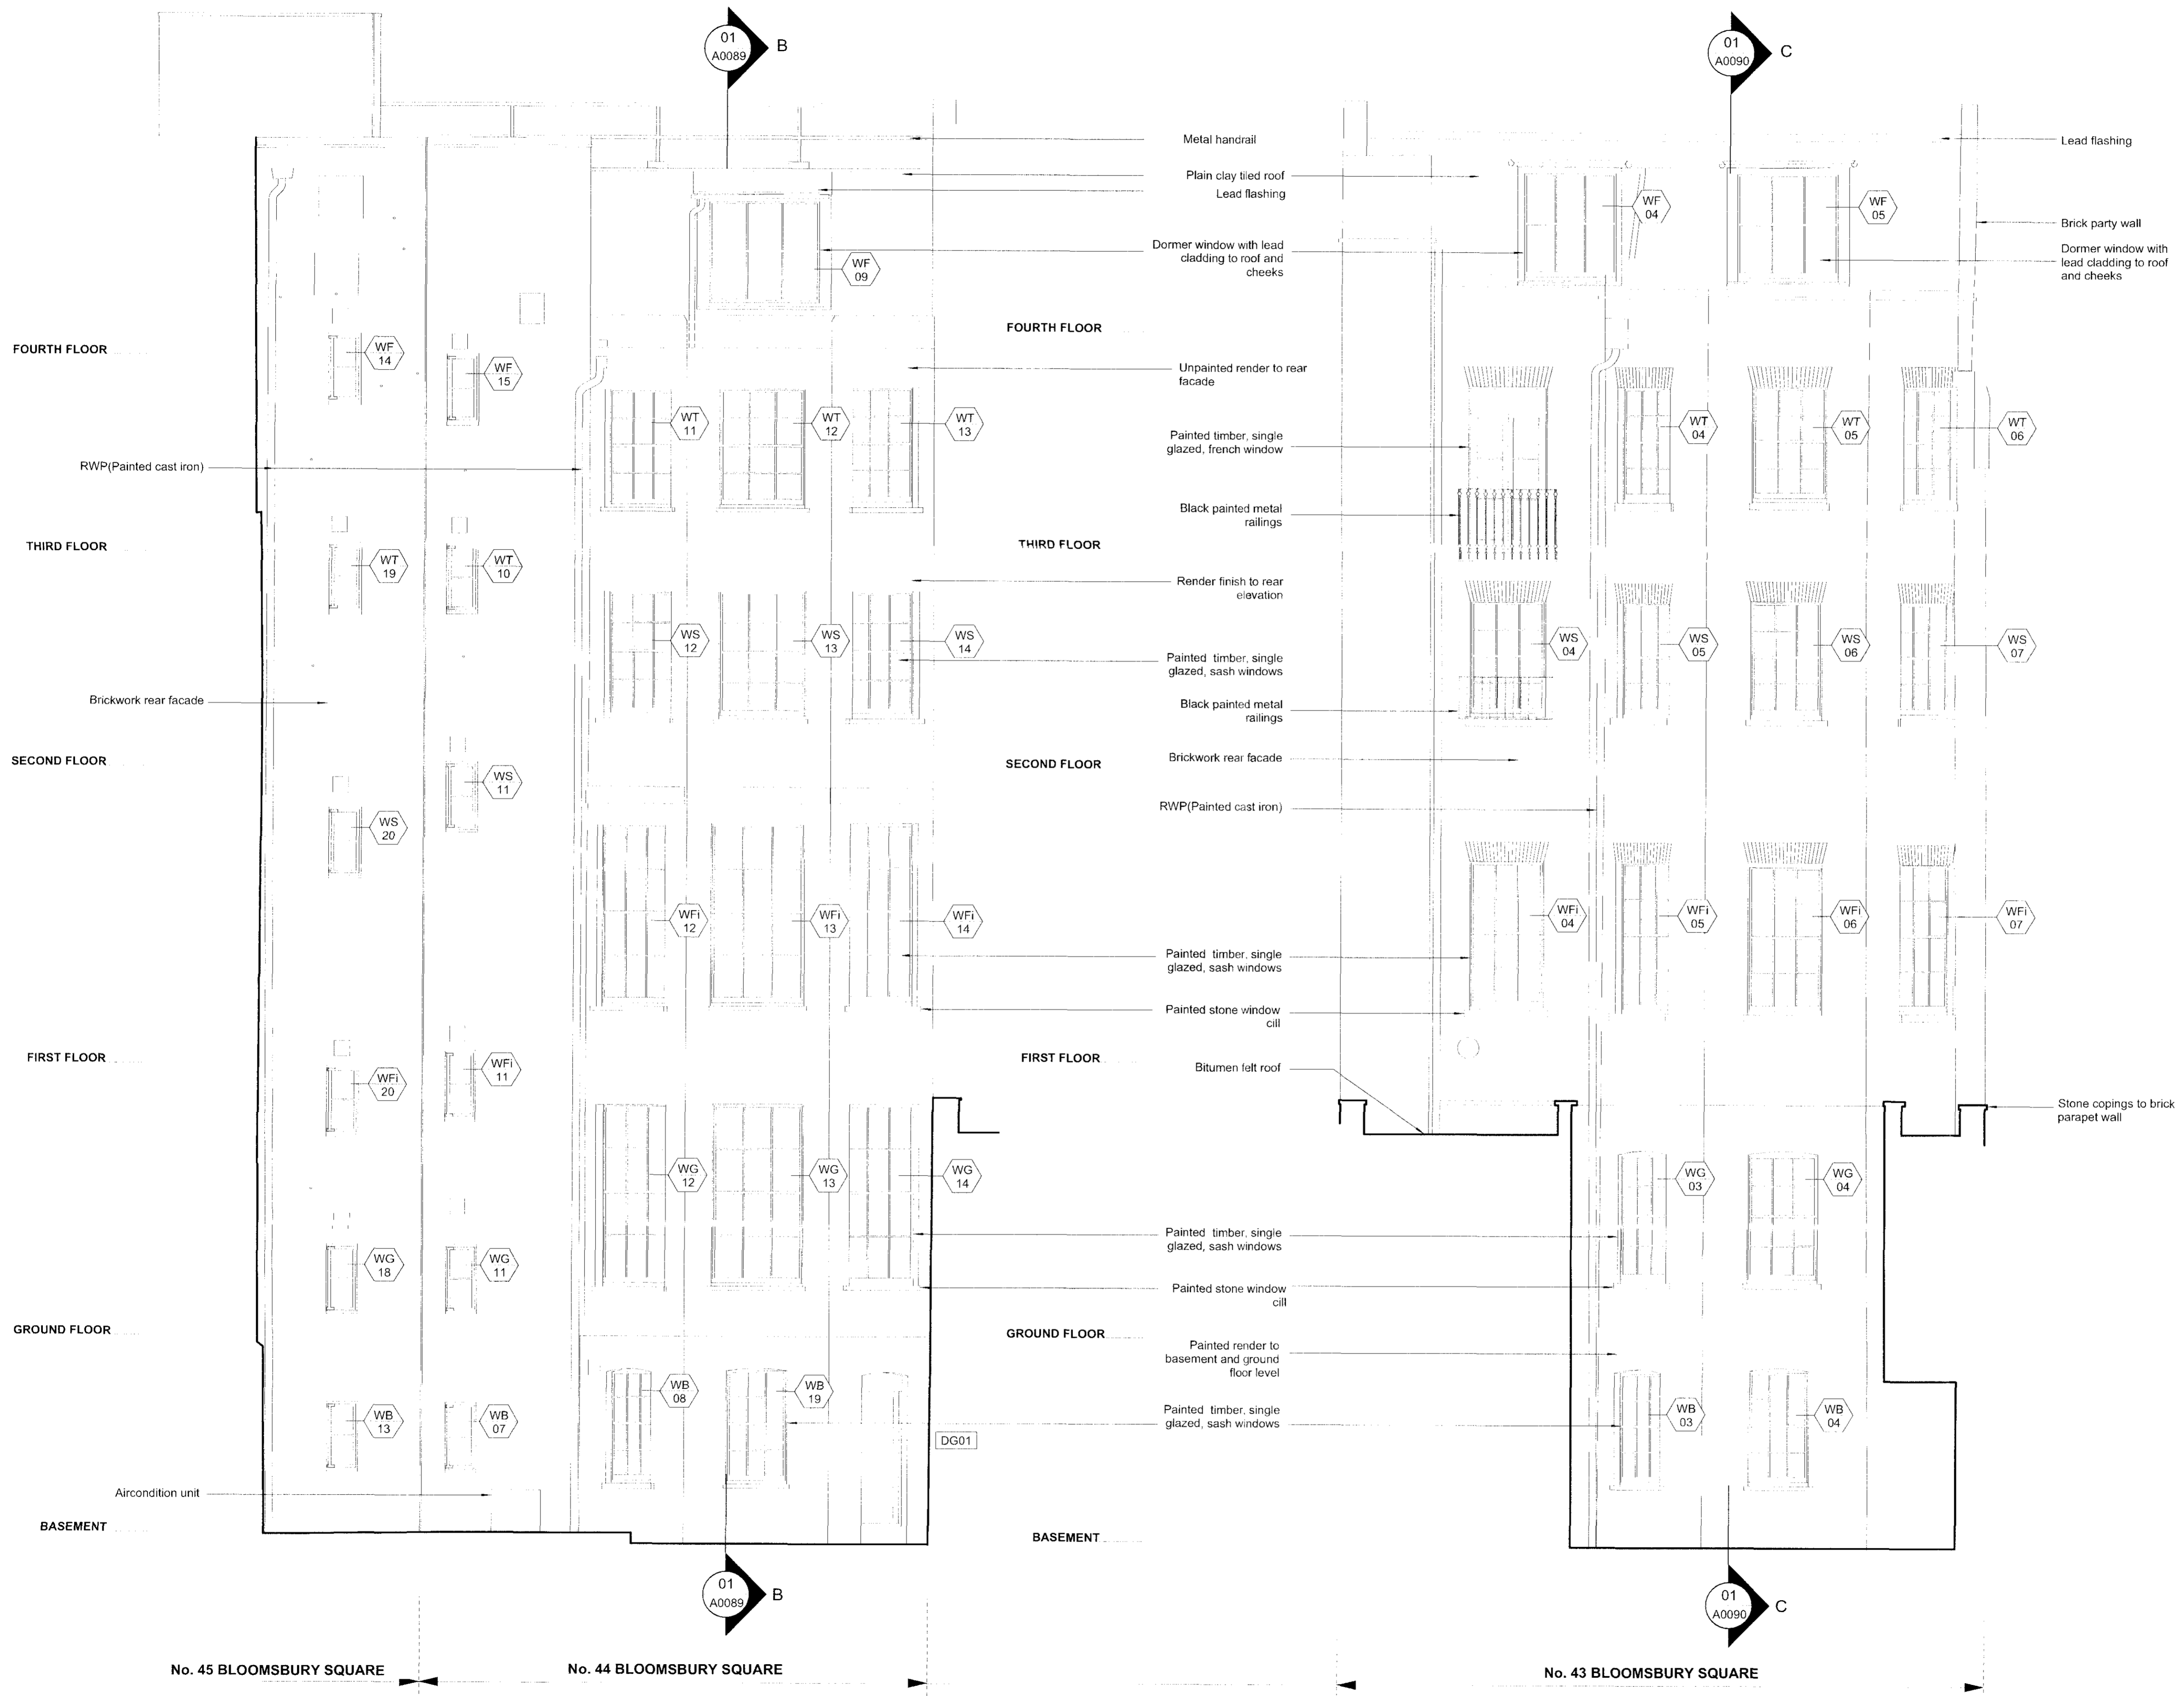 01
A0089
B
01
A0090
C
Metal handrail
Plain clay tiled roof
Lead flashing
Dormer window with lead
cladding to roof and
cheeks
Lead flashing
Brick party wall
Dormer window with
lead cladding to roof
and cheeks
WF
04
WF
05
WF
09
FOURTH FLOOR
FOURTH FLOOR
WF
14
WF
15
Unpainted render to rear
facade
WT
11
WT
12
WT
13
WT
04
WT
05
WT
06
Painted timber, single
glazed, french window
RWP(Painted cast iron)
Black painted metal
railings
THIRD FLOOR
THIRD FLOOR
WT
19
WT
10
Render finish to rear
elevation
WS
12
WS
13
WS
14
WS
04
WS
05
WS
06
WS
07
Painted timber, single
glazed, sash windows
Brickwork rear facade
Black painted metal
railings
SECOND FLOOR
SECOND FLOOR
Brickwork rear facade
WS
11
WS
20
RWP(Painted cast iron)
WFi
12
WFi
13
WFi
14
WFi
04
WFi
05
WFi
06
WFi
07
Painted timber, single
glazed, sash windows
Painted stone window
cill
FIRST FLOOR
FIRST FLOOR
WFi
20
WFi
11
Bitumen felt roof
Stone copings to brick
parapet wall
WG
12
WG
13
WG
14
WG
03
WG
04
Painted timber, single
glazed, sash windows
WG
18
WG
11
Painted stone window
cill
GROUND FLOOR
GROUND FLOOR
Painted render to
basement and ground
floor level
WB
08
WB
19
WB
13
WB
07
Painted timber, single
glazed, sash windows
WB
03
WB
04
DG01
Aircondition unit
BASEMENT
BASEMENT
01
A0089
B
01
A0090
C
No. 45 BLOOMSBURY SQUARE
No. 44 BLOOMSBURY SQUARE
No. 43 BLOOMSBURY SQUARE